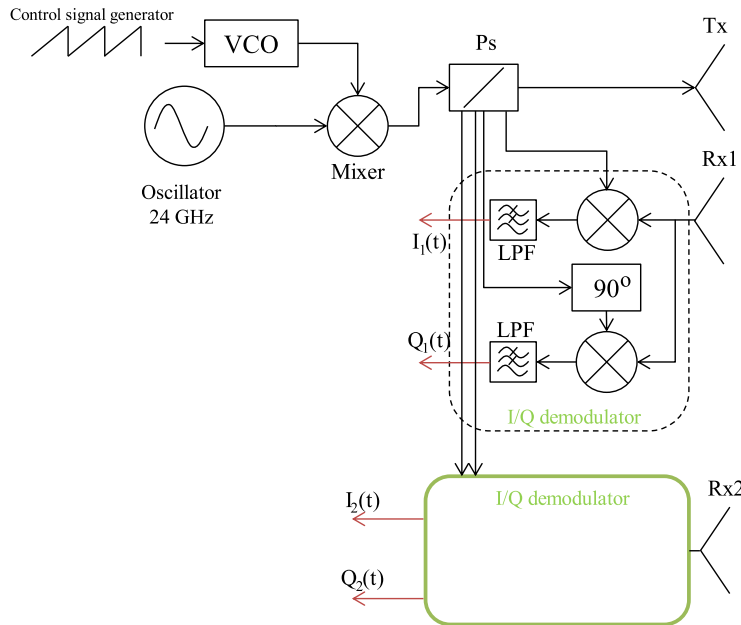 Control signal generator
VCO
Ps
Tx
Mixer
Oscillator
24 GHz
Rx1
I₁(t)
LPF
90⁰
LPF
Q₁(t)
I/Q demodulator
I/Q demodulator
Rx2
I₂(t)
Q₂(t)